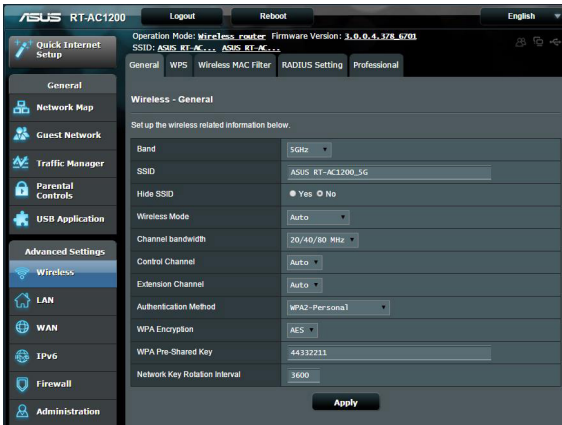 ASUS RT-AC1200 Logout Reboot English
Operation Mode: Wireless router Firmware Version: 3.0.0.4.378_6701
SSID: ASUS RT-AC... ASUS RT-AC...
Quick Internet
Setup
General WPS Wireless MAC Filter RADIUS Setting Professional
General
Network Map
Guest Network
Traffic Manager
Parental
Controls
USB Application
Advanced Settings
Wireless
LAN
WAN
IPv6
Firewall
Administration
Wireless - General
Set up the wireless related information below.
Band 5GHz
SSID ASUS RT-AC1200_5G
Hide SSID Yes No
Wireless Mode Auto
Channel bandwidth 20/40/80 MHz
Control Channel Auto
Extension Channel Auto
Authentication Method WPA2-Personal
WPA Encryption AES
WPA Pre-Shared Key 44332211
Network Key Rotation Interval 3600
Apply